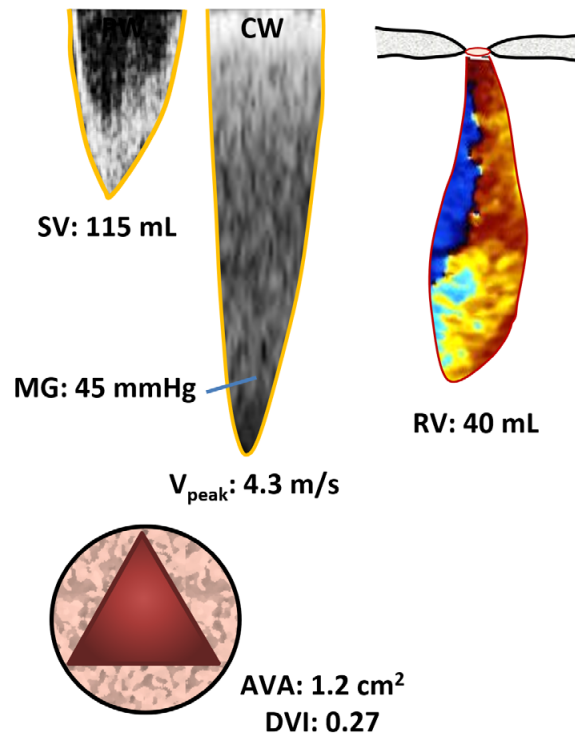 PW
CW
SV: 115 mL
MG: 45 mmHg
RV: 40 mL
Vpeak: 4.3 m/s
AVA: 1.2 cm²
DVI: 0.27